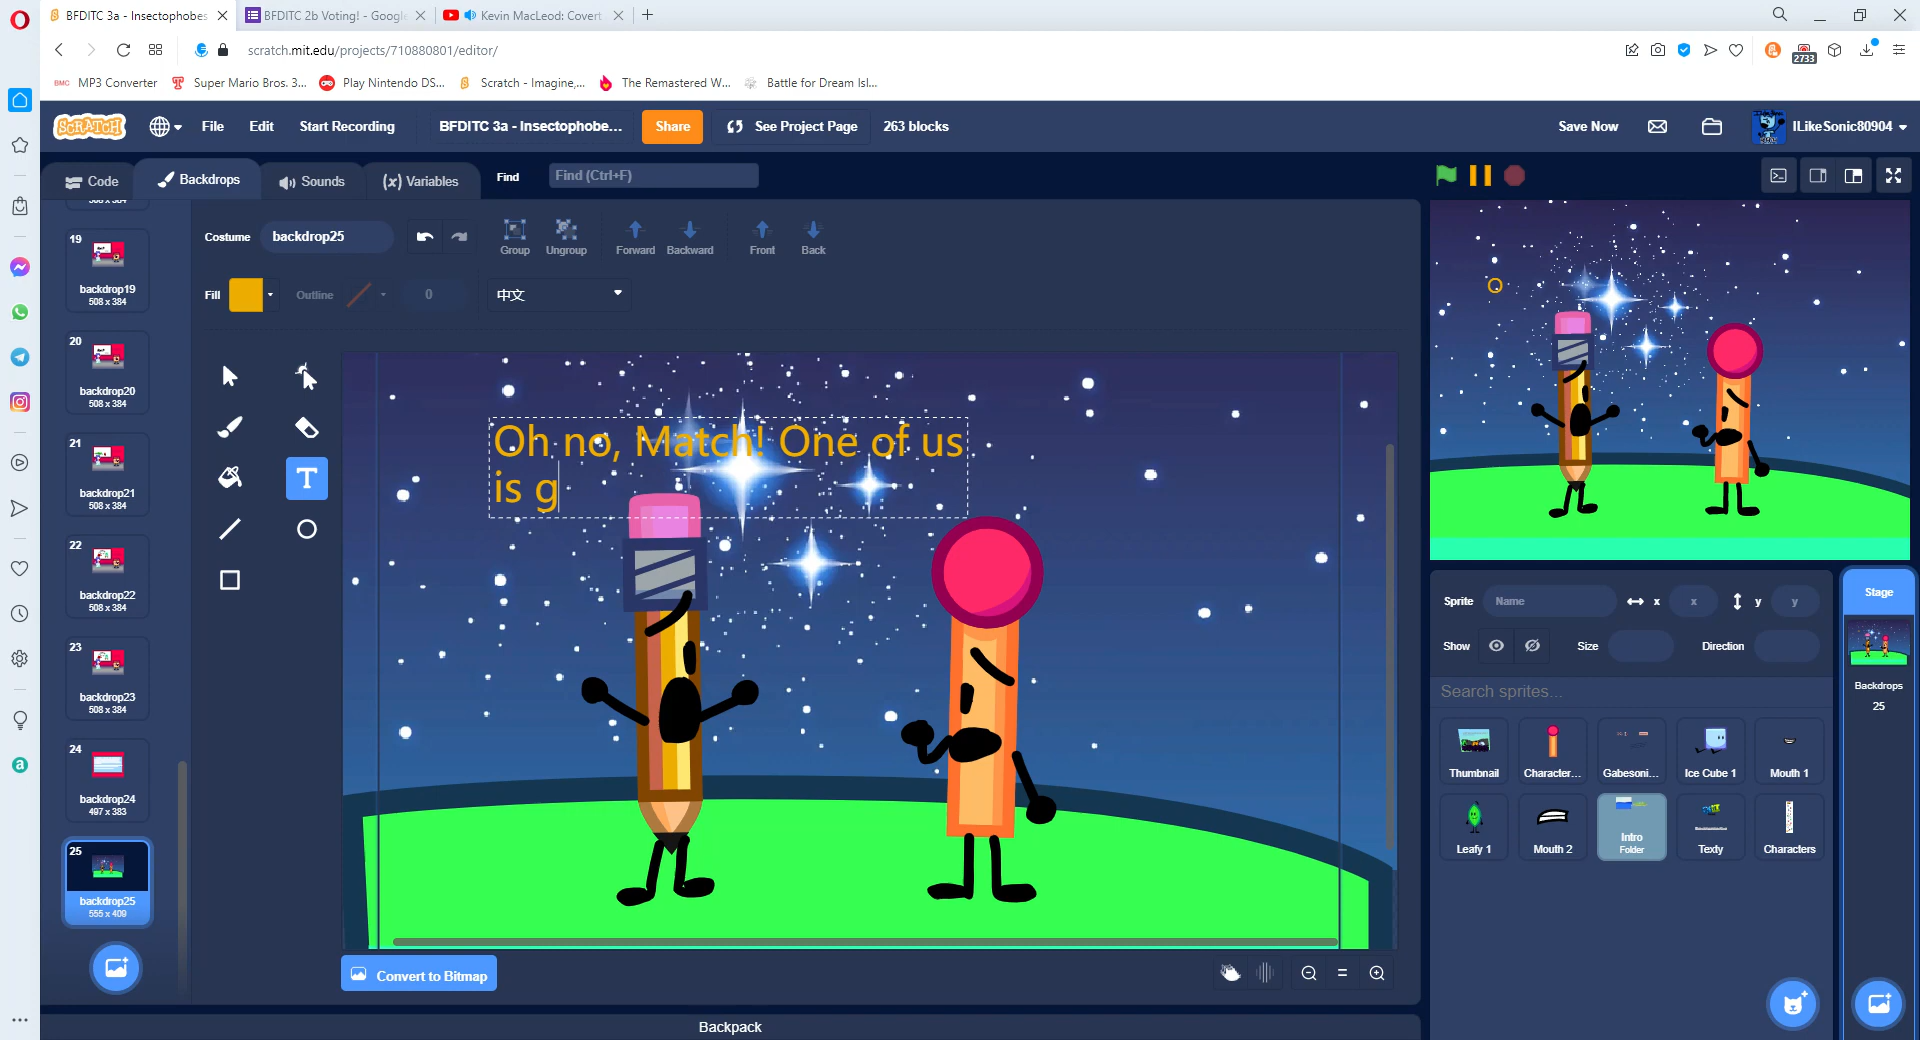 BFDITC 3a - Insectophobes
BFDITC 2b Voting! - Google
Kevin MacLeod: Covert
scratch.mit.edu/projects/710880801/editor/
2733
BMC MP3 Converter
Super Mario Bros. 3...
Play Nintendo DS...
Scratch - Imagine,...
The Remastered W...
Battle for Dream Isl...
SCRATCH
File
Edit
Start Recording
BFDITC 3a - Insectophobe...
Share
See Project Page
263 blocks
Save Now
ILikeSonic80904
Code
Backdrops
Sounds
(x) Variables
Find
Find (Ctrl+F)
Costume
backdrop25
Group
Ungroup
Forward
Backward
Front
Back
Fill
Outline
0
中文
19
backdrop19
508 x 384
20
backdrop20
508 x 384
21
backdrop21
508 x 384
22
backdrop22
508 x 384
23
backdrop23
508 x 384
24
backdrop24
497 x 383
25
backdrop25
555 x 409
T
Oh no, Match! One of us
is g
Convert to Bitmap
Backpack
O
Sprite
Name
x
x
y
y
Show
Size
Direction
Search sprites...
Thumbnail
Character...
Gabesoni...
Ice Cube 1
Mouth 1
Leafy 1
Mouth 2
Intro
Folder
Texty
Characters
Stage
Backdrops
25